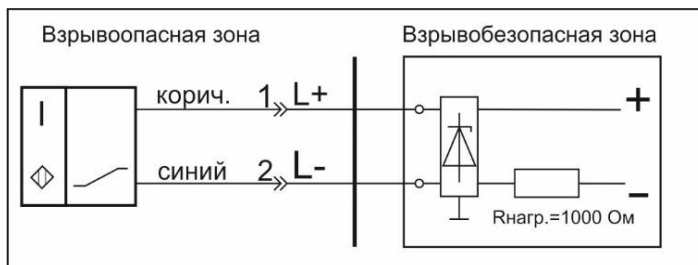 Взрывоопасная зона
Взрывобезопасная зона
I
корич. 1 L+
+
синий 2 L-
–
Rнагр.=1000 Ом